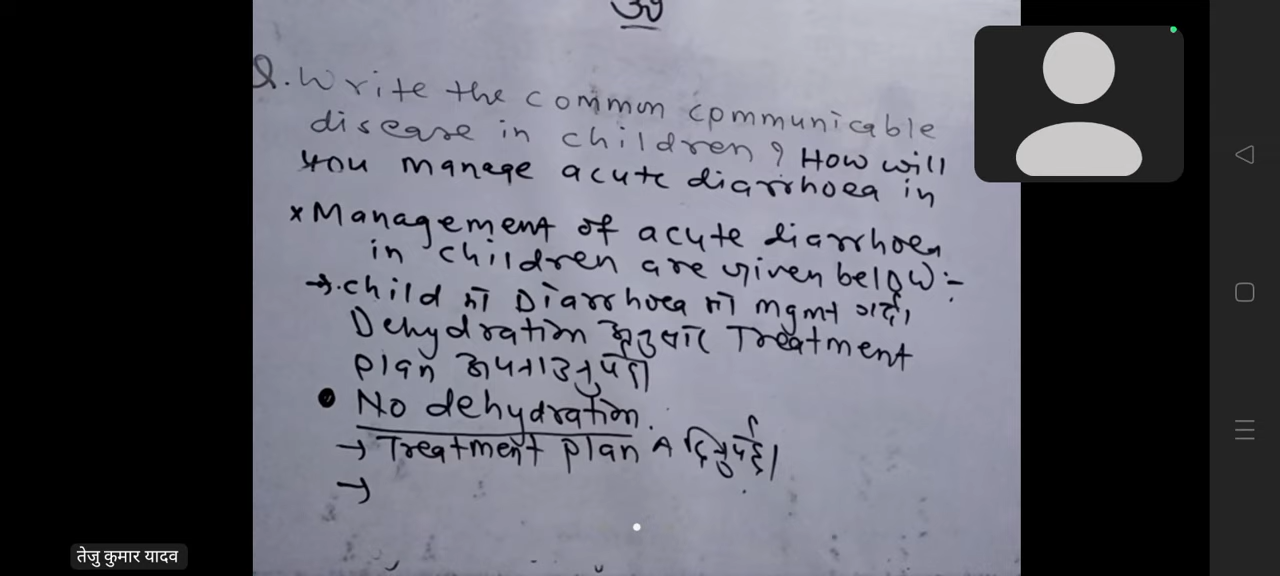 ॐ
Q. Write the common communicable
disease in children ? How will
you manage acute diarrhoea in
* Management of acute diarrhoea
in children are given below :-
→. child मा Diarrhoea को mgmt गर्दा
Dehydration अनुसार Treatment
plan अपनाउनुपर्दछ
• No dehydration.
→ Treatment plan A दिनुपर्दछ।
→
तेजु कुमार यादव